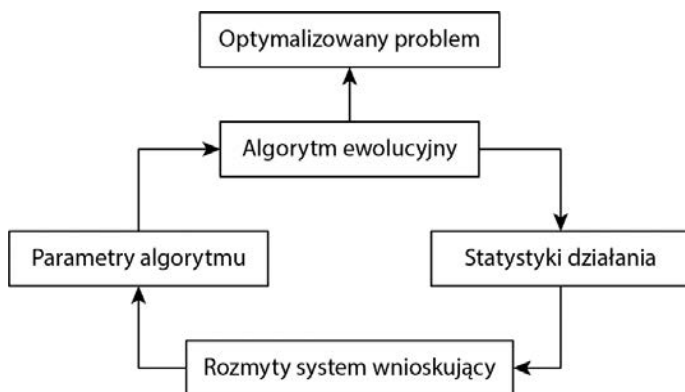 Optymalizowany problem
Algorytm ewolucyjny
Parametry algorytmu
Statystyki działania
Rozmyty system wnioskujący